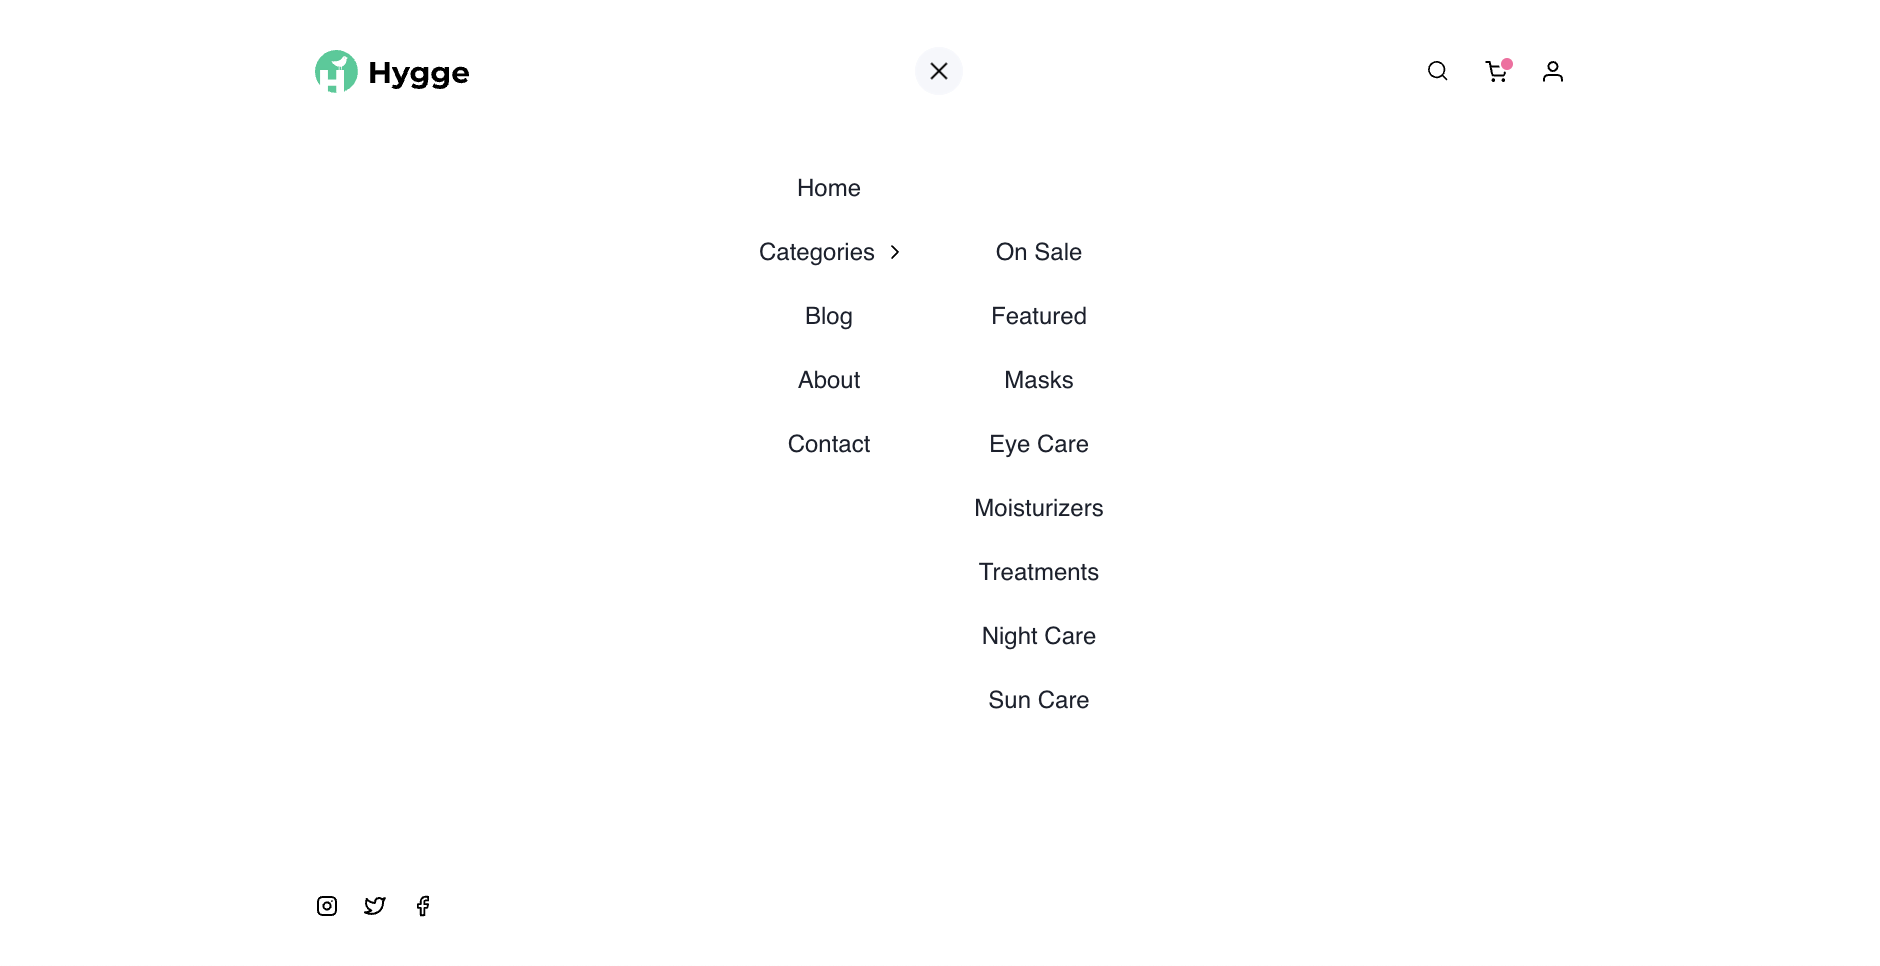 Hygge
Home
Categories
Blog
About
Contact
On Sale
Featured
Masks
Eye Care
Moisturizers
Treatments
Night Care
Sun Care